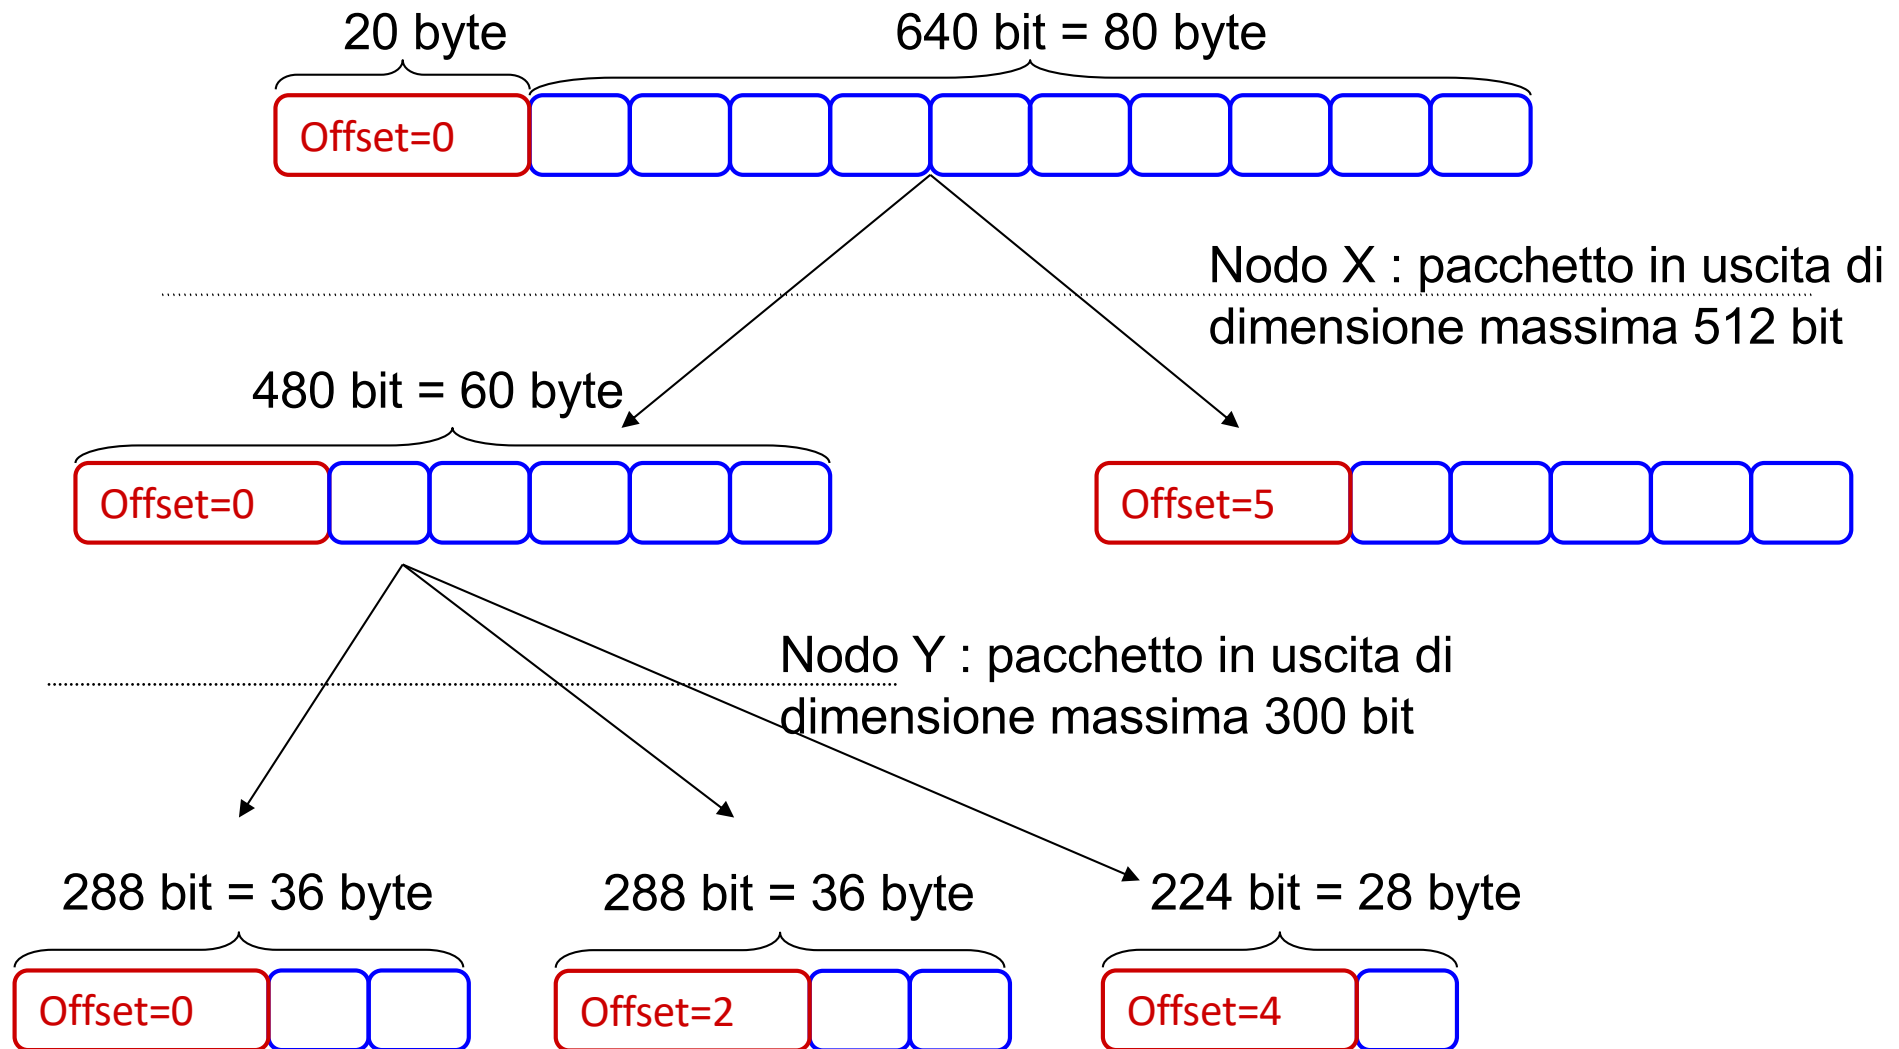 20 byte
640 bit = 80 byte
Offset=0
Nodo X : pacchetto in uscita di
dimensione massima 512 bit
480 bit = 60 byte
Offset=0
Offset=5
Nodo Y : pacchetto in uscita di
dimensione massima 300 bit
288 bit = 36 byte
288 bit = 36 byte
224 bit = 28 byte
Offset=0
Offset=2
Offset=4